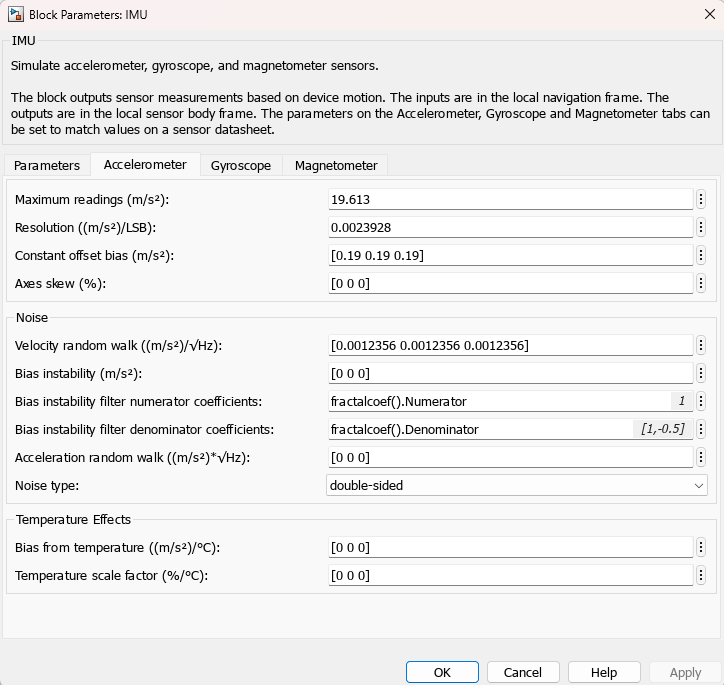 Block Parameters: IMU
IMU
Simulate accelerometer, gyroscope, and magnetometer sensors.
The block outputs sensor measurements based on device motion. The inputs are in the local navigation frame. The
outputs are in the local sensor body frame. The parameters on the Accelerometer, Gyroscope and Magnetometer tabs can
be set to match values on a sensor datasheet.
Parameters Accelerometer Gyroscope Magnetometer
Maximum readings (m/s²): 19.613
Resolution ((m/s²)/LSB): 0.0023928
Constant offset bias (m/s²): [0.19 0.19 0.19]
Axes skew (%): [0 0 0]
Noise
Velocity random walk ((m/s²)/√Hz): [0.0012356 0.0012356 0.0012356]
Bias instability (m/s²): [0 0 0]
Bias instability filter numerator coefficients: fractalcoef().Numerator 1
Bias instability filter denominator coefficients: fractalcoef().Denominator [1,-0.5]
Acceleration random walk ((m/s²)*√Hz): [0 0 0]
Noise type: double-sided
Temperature Effects
Bias from temperature ((m/s²)/°C): [0 0 0]
Temperature scale factor (%/°C): [0 0 0]
OK Cancel Help Apply